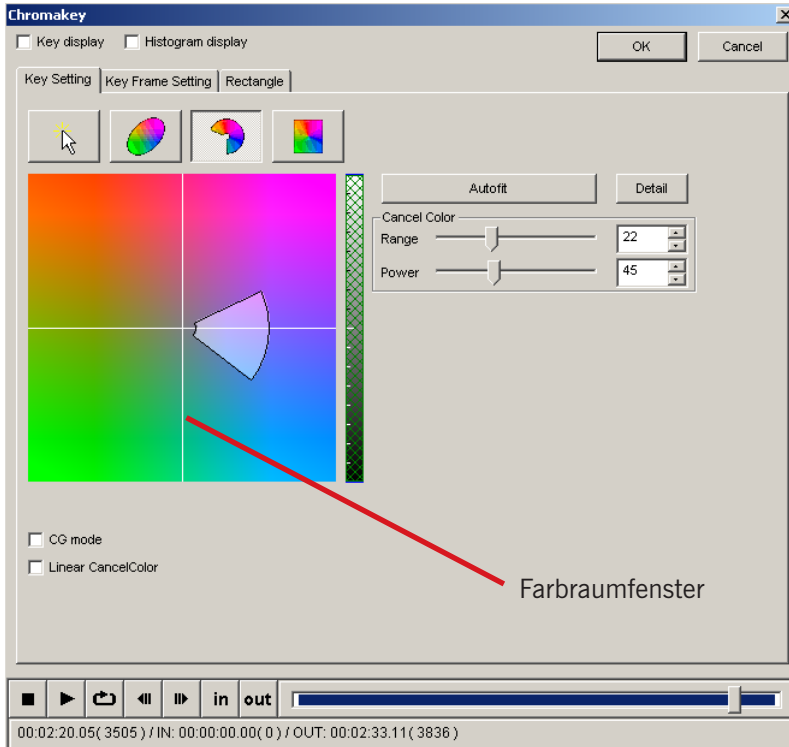 Chromakey
Key display Histogram display OK Cancel
Key Setting Key Frame Setting Rectangle
Autofit Detail
Cancel Color
Range 22
Power 45
CG mode
Linear CancelColor
Farbraumfenster
in out
00:02:20.05( 3505 ) / IN: 00:00:00.00( 0 ) / OUT: 00:02:33.11( 3836 )